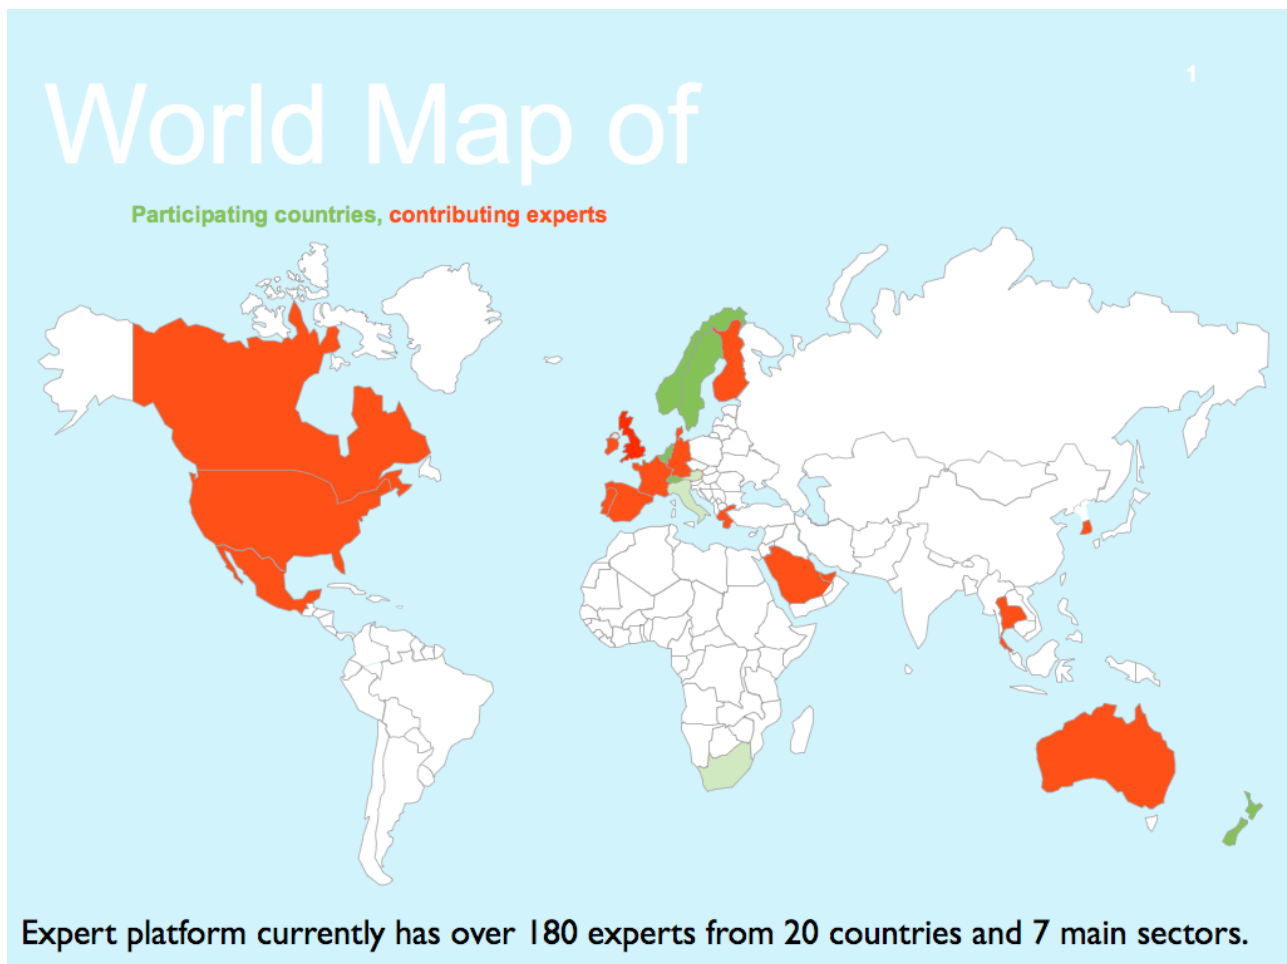 1
World Map of
Participating countries, contributing experts
Expert platform currently has over 180 experts from 20 countries and 7 main sectors.